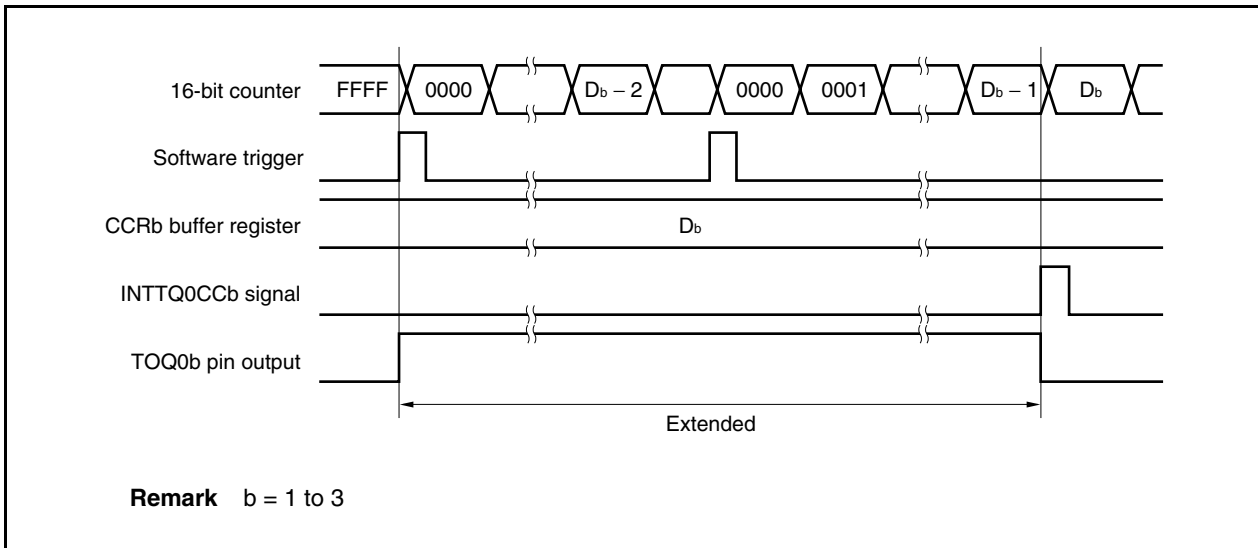 16-bit counter FFFF 0000 Db − 2 0000 0001 Db − 1 Db
Software trigger
CCRb buffer register Db
INTTQ0CCb signal
TOQ0b pin output
Extended
Remark b = 1 to 3